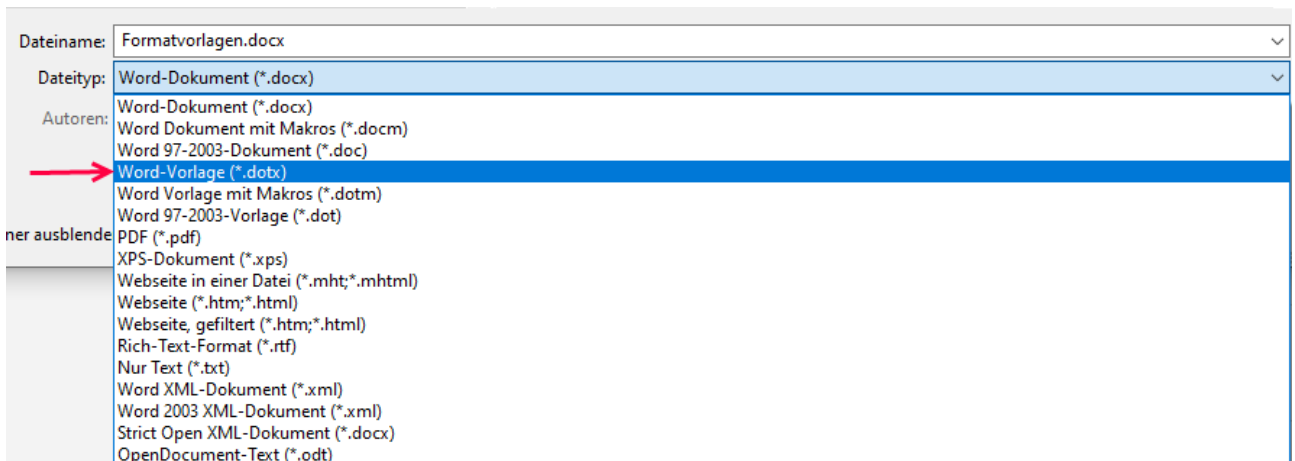 Dateiname: Formatvorlagen.docx
Dateityp: Word-Dokument (*.docx)
Autoren:
Word-Dokument (*.docx)
Word Dokument mit Makros (*.docm)
Word 97-2003-Dokument (*.doc)
Word-Vorlage (*.dotx)
Word Vorlage mit Makros (*.dotm)
Word 97-2003-Vorlage (*.dot)
ner ausblende
PDF (*.pdf)
XPS-Dokument (*.xps)
Webseite in einer Datei (*.mht;*.mhtml)
Webseite (*.htm;*.html)
Webseite, gefiltert (*.htm;*.html)
Rich-Text-Format (*.rtf)
Nur Text (*.txt)
Word XML-Dokument (*.xml)
Word 2003 XML-Dokument (*.xml)
Strict Open XML-Dokument (*.docx)
OpenDocument-Text (*.odt)